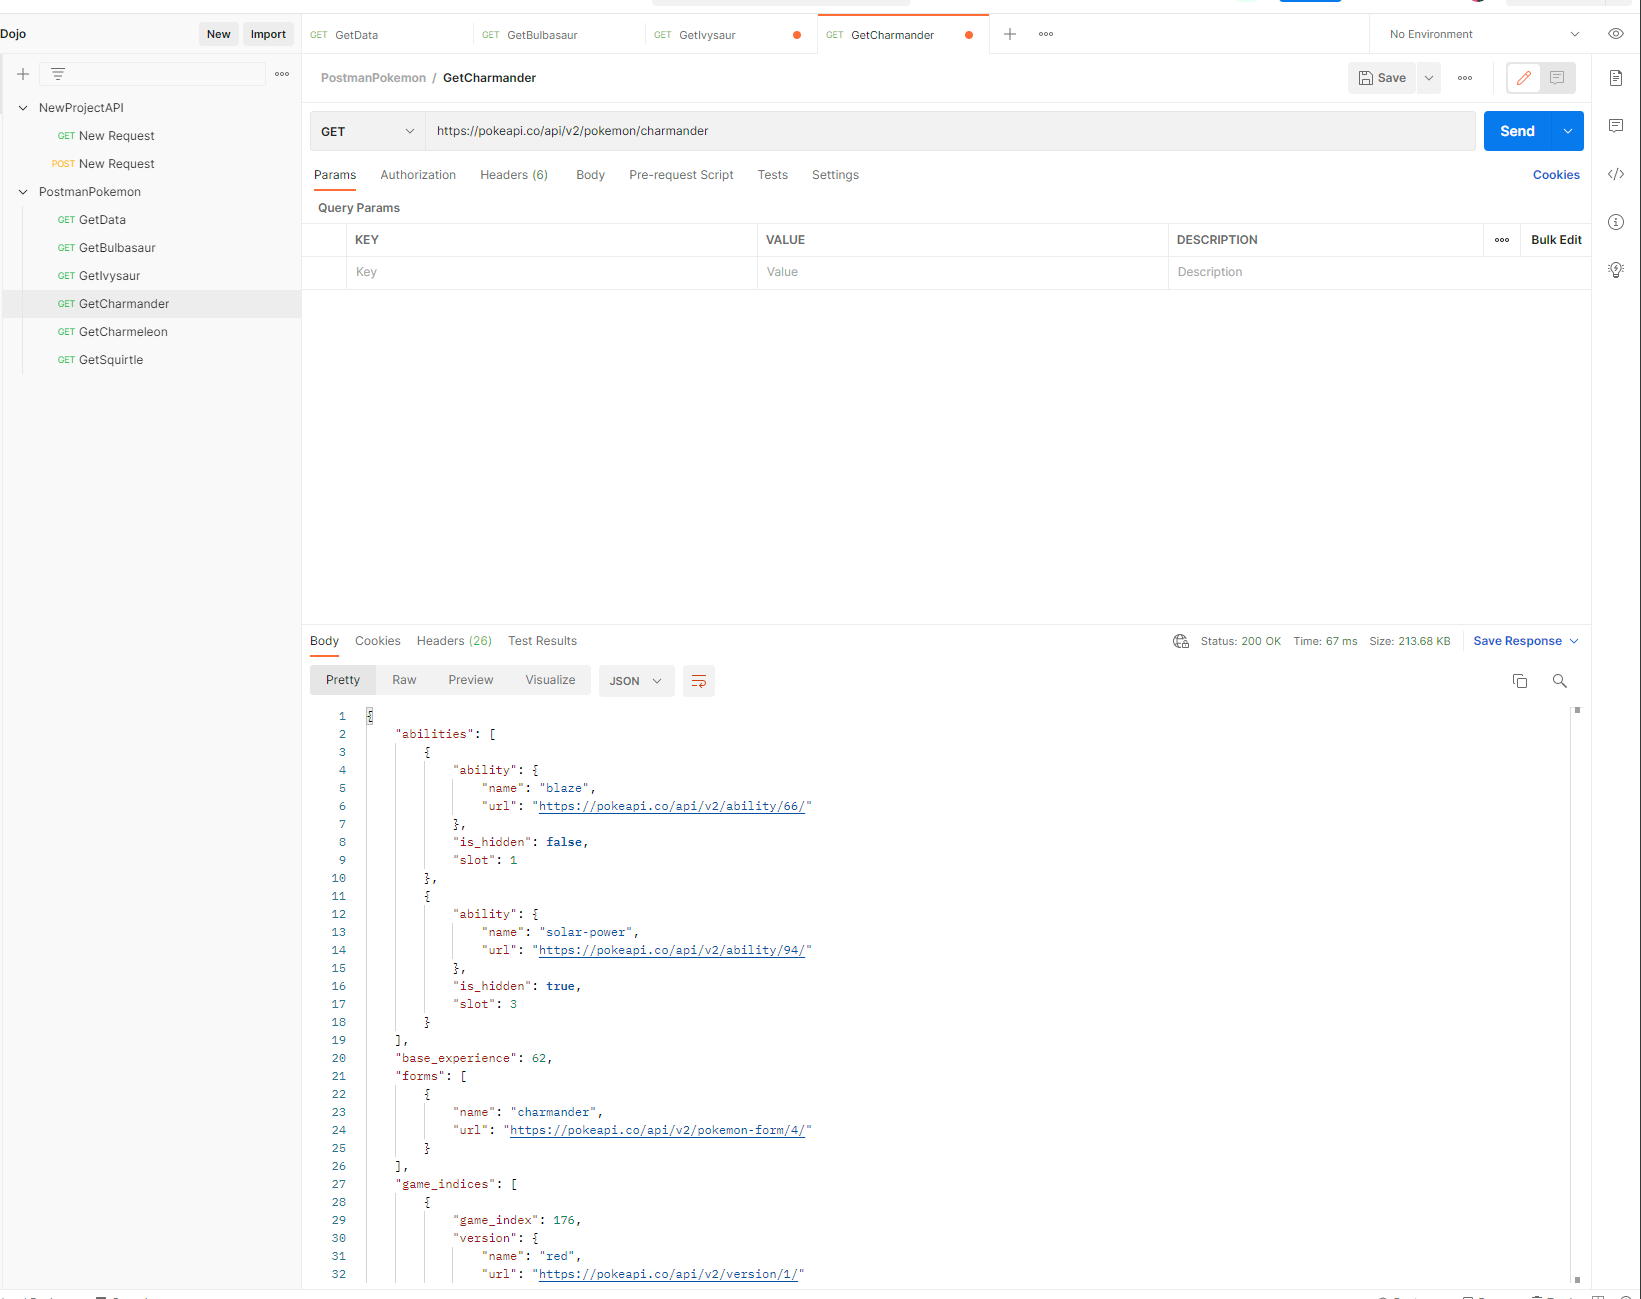 Dojo
New
Import
GET GetData
GET GetBulbasaur
GET GetIvysaur
GET GetCharmander
No Environment
NewProjectAPI
GET New Request
POST New Request
PostmanPokemon
GET GetData
GET GetBulbasaur
GET GetIvysaur
GET GetCharmander
GET GetCharmeleon
GET GetSquirtle
PostmanPokemon / GetCharmander
Save
GET
https://pokeapi.co/api/v2/pokemon/charmander
Send
Params Authorization Headers (6) Body Pre-request Script Tests Settings
Cookies
Query Params
KEY VALUE DESCRIPTION
Bulk Edit
Key Value Description
Body Cookies Headers (26) Test Results
Status: 200 OK Time: 67 ms Size: 213.68 KB
Save Response
Pretty Raw Preview Visualize
JSON
1 {
2 "abilities": [
3 {
4 "ability": {
5 "name": "blaze",
6 "url": "https://pokeapi.co/api/v2/ability/66/"
7 },
8 "is_hidden": false,
9 "slot": 1
10 },
11 {
12 "ability": {
13 "name": "solar-power",
14 "url": "https://pokeapi.co/api/v2/ability/94/"
15 },
16 "is_hidden": true,
17 "slot": 3
18 }
19 ],
20 "base_experience": 62,
21 "forms": [
22 {
23 "name": "charmander",
24 "url": "https://pokeapi.co/api/v2/pokemon-form/4/"
25 }
26 ],
27 "game_indices": [
28 {
29 "game_index": 176,
30 "version": {
31 "name": "red",
32 "url": "https://pokeapi.co/api/v2/version/1/"